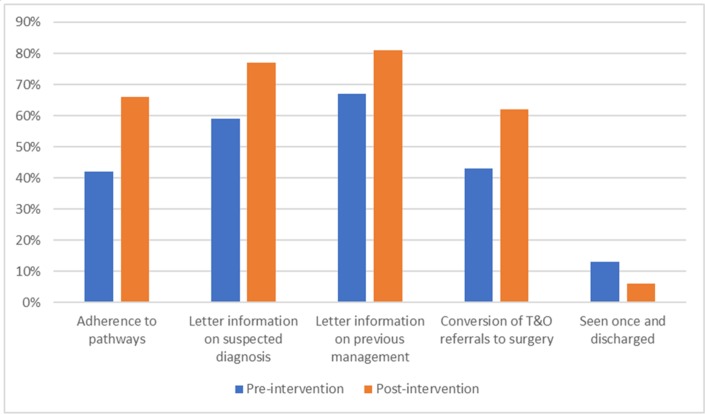 90%
80%
70%
60%
50%
40%
30%
20%
10%
0%
Adherence to
pathways
Letter information
on suspected
diagnosis
Letter information
on previous
management
Conversion of T&O
referrals to surgery
Seen once and
discharged
Pre-intervention
Post-intervention